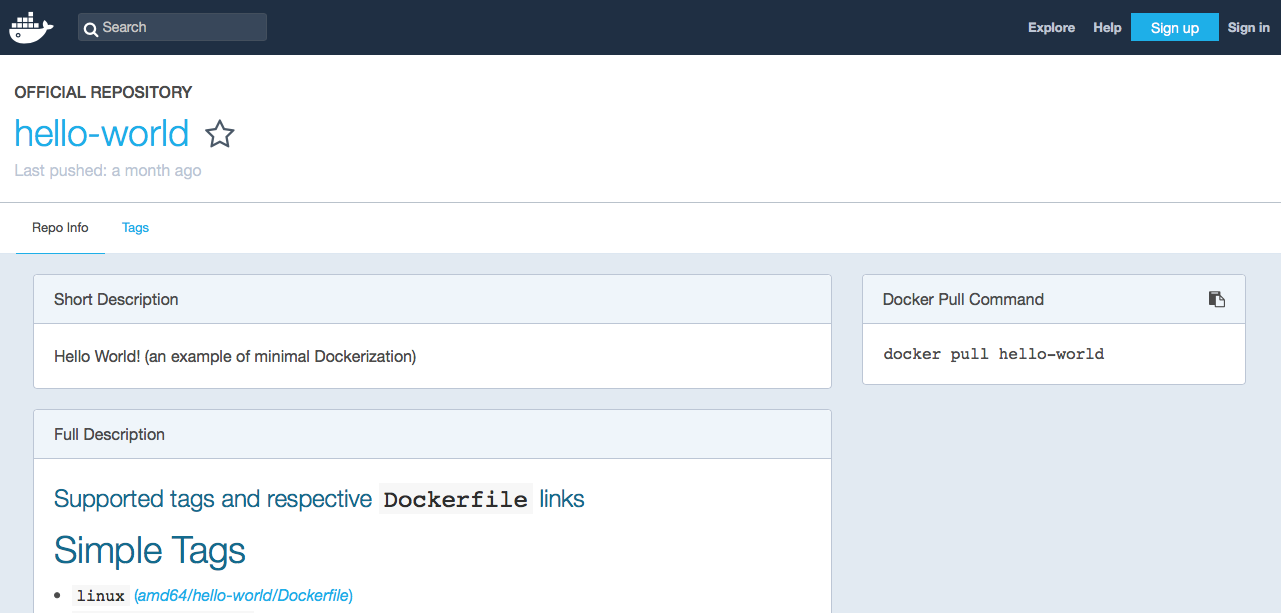 Search
Explore Help Sign up Sign in
OFFICIAL REPOSITORY
hello-world
Last pushed: a month ago
Repo Info Tags
Short Description
Hello World! (an example of minimal Dockerization)
Docker Pull Command
docker pull hello-world
Full Description
Supported tags and respective Dockerfile links
Simple Tags
• linux (amd64/hello-world/Dockerfile)